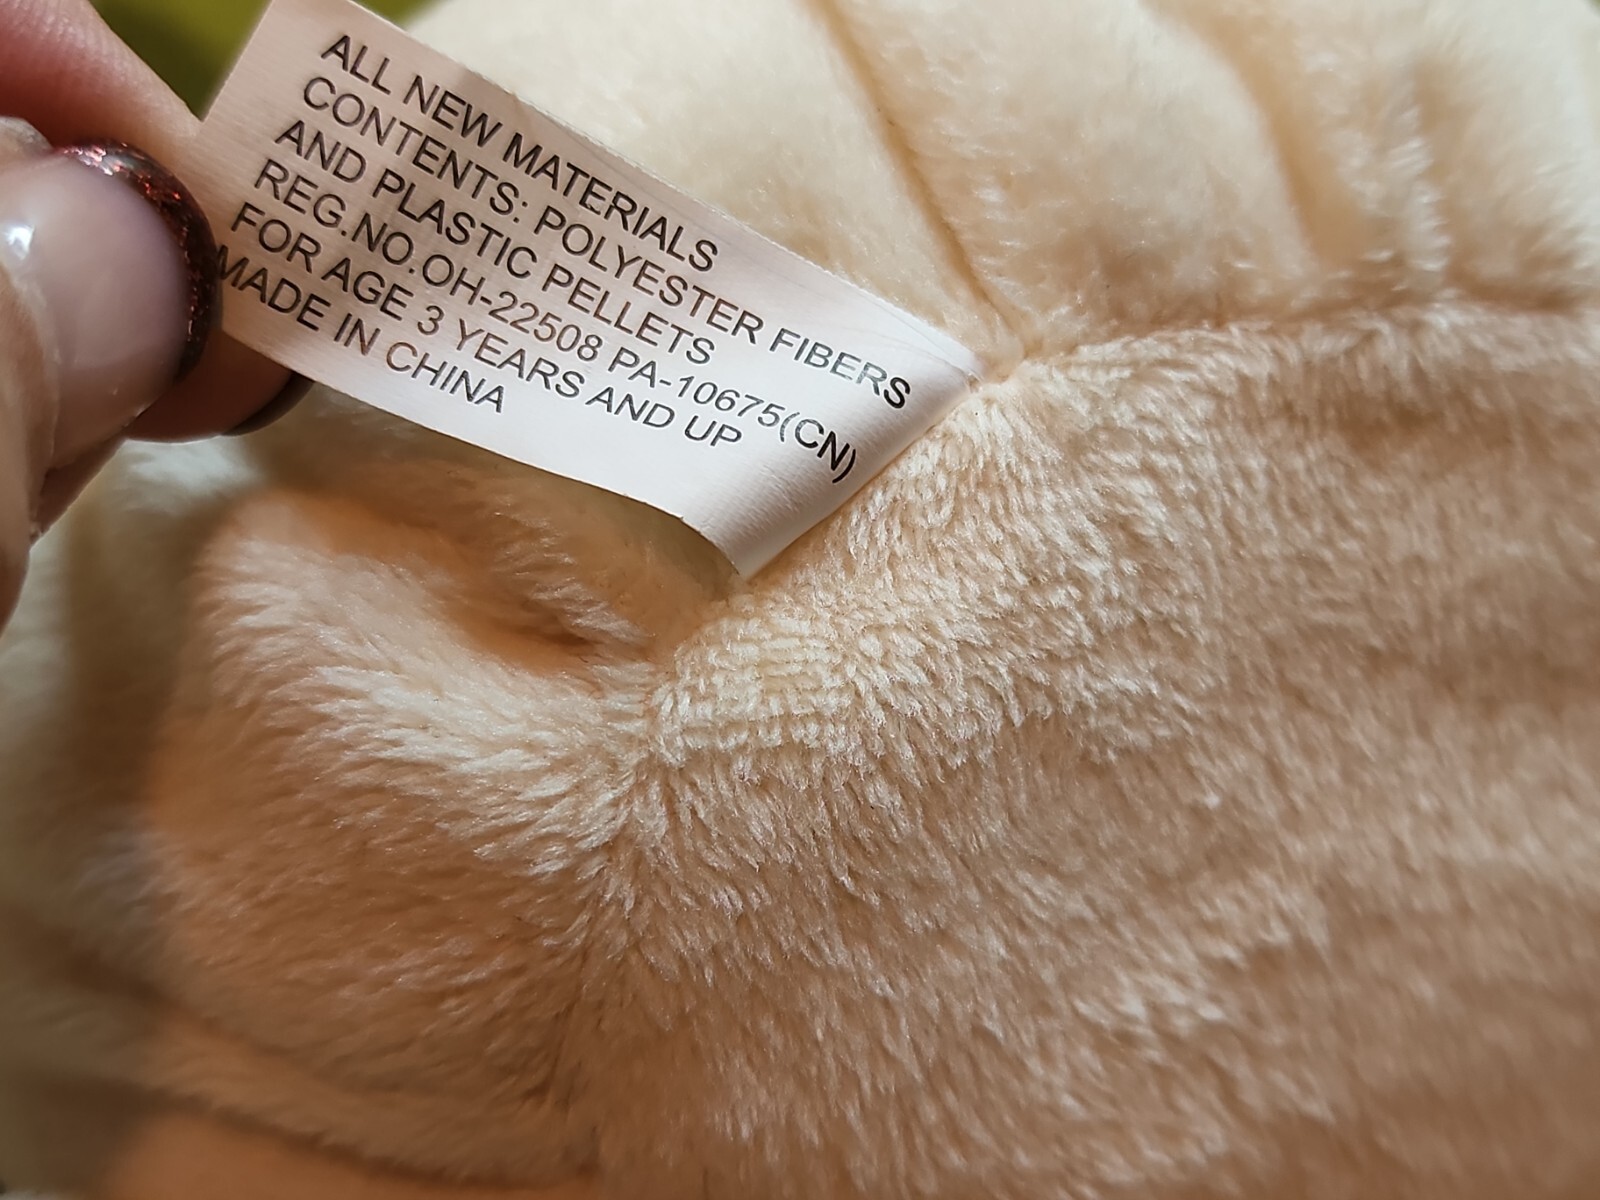 ALL NEW MATERIALS
CONTENTS: POLYESTER FIBERS
AND PLASTIC PELLETS
REG.NO.OH-22508 PA-10675(CN)
FOR AGE 3 YEARS AND UP
MADE IN CHINA